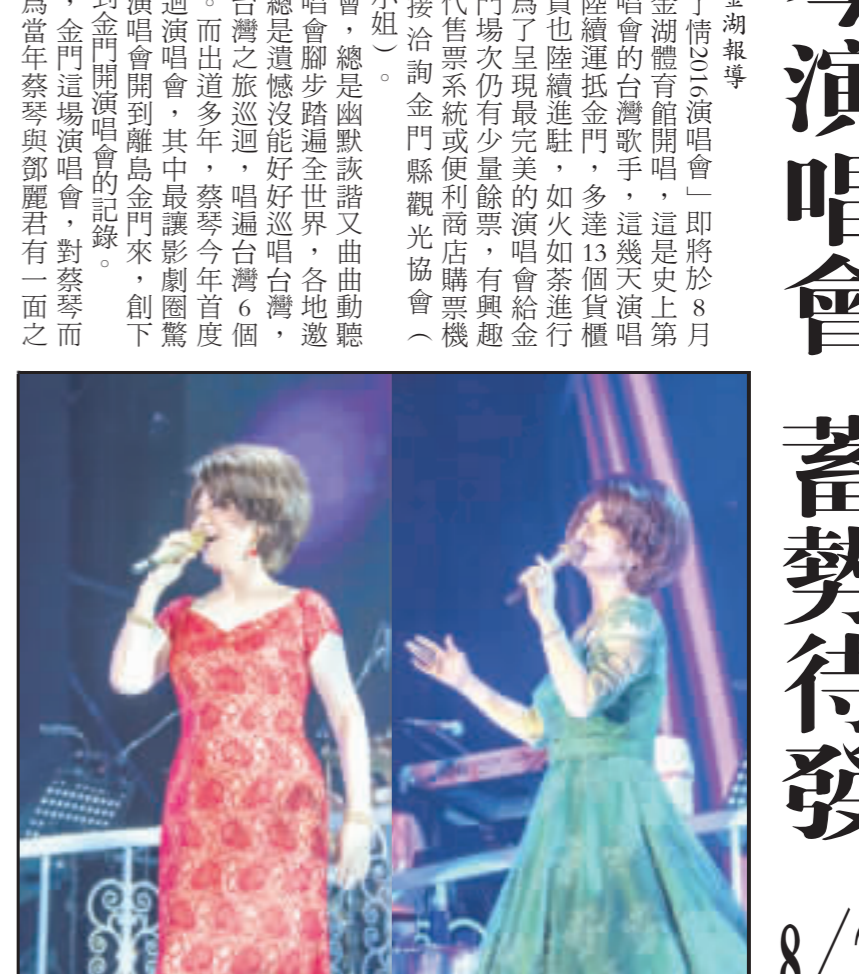 琴演唱會 蓄勢待發
8/
金湖報導
了情2016演唱會」即將於8月
金湖體育館開唱，這是史上第
唱會的台灣歌手，這幾天演唱
陸續運抵金門，多達13個貨櫃
員也陸續進駐，如火如荼進行
爲了呈現最完美的演唱會給金
門場次仍有少量餘票，有興趣
代售票系統或便利商店購票機
接洽詢金門縣觀光協會（
小姐）。
會，總是幽默詼諧又曲曲動聽
唱會腳步踏遍全世界，各地邀
總是遺憾沒能好好巡唱台灣，
台灣之旅巡迴，唱遍台灣6個
。而出道多年，蔡琴今年首度
迴演唱會，其中最讓影劇圈驚
演唱會開到離島金門來，創下
到金門開演唱會的記錄。
，金門這場演唱會，對蔡琴而
爲當年蔡琴與鄧麗君有一面之